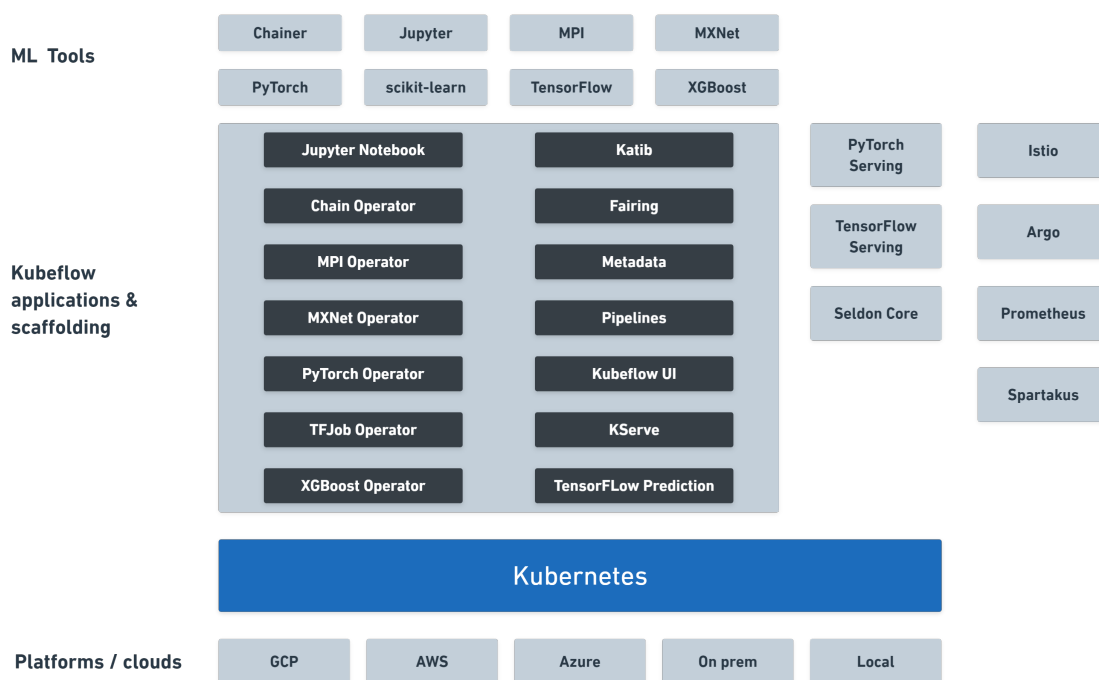 ML Tools
Chainer
Jupyter
MPI
MXNet
PyTorch
scikit-learn
TensorFlow
XGBoost
Kubeflow
applications &
scaffolding
Jupyter Notebook
Katib
Chain Operator
Fairing
MPI Operator
Metadata
MXNet Operator
Pipelines
PyTorch Operator
Kubeflow UI
TFJob Operator
KServe
XGBoost Operator
TensorFLow Prediction
PyTorch
Serving
TensorFlow
Serving
Seldon Core
Istio
Argo
Prometheus
Spartakus
Kubernetes
Platforms / clouds
GCP
AWS
Azure
On prem
Local